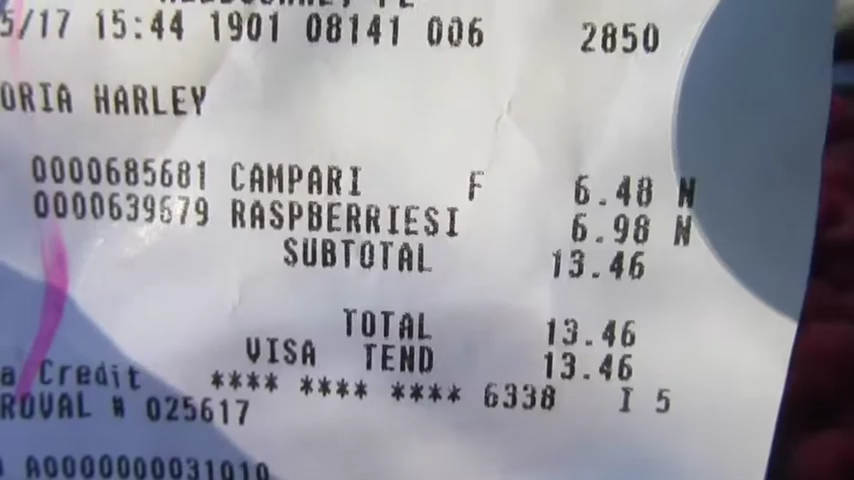 5/17 15:44 1901 08141 006 2850
ORIA HARLEY
0000685681 CAMPARI F 6.48 N
0000639679 RASPBERRIESI 6.98 N
SUBTOTAL 13.46
TOTAL 13.46
VISA TEND 13.46
a Credit **** **** **** 6338 I 5
ROVAL # 025617
A0000000031010